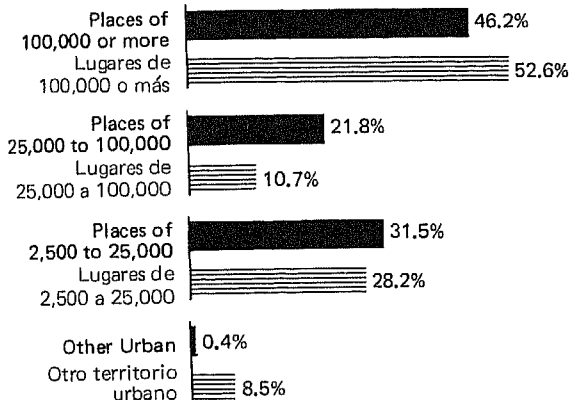 Places of
100,000 or more
46.2%
Lugares de
100,000 o más
52.6%
Places of
25,000 to 100,000
21.8%
Lugares de
25,000 a 100,000
10.7%
Places of
2,500 to 25,000
31.5%
Lugares de
2,500 a 25,000
28.2%
Other Urban
0.4%
Otro territorio
urbano
8.5%